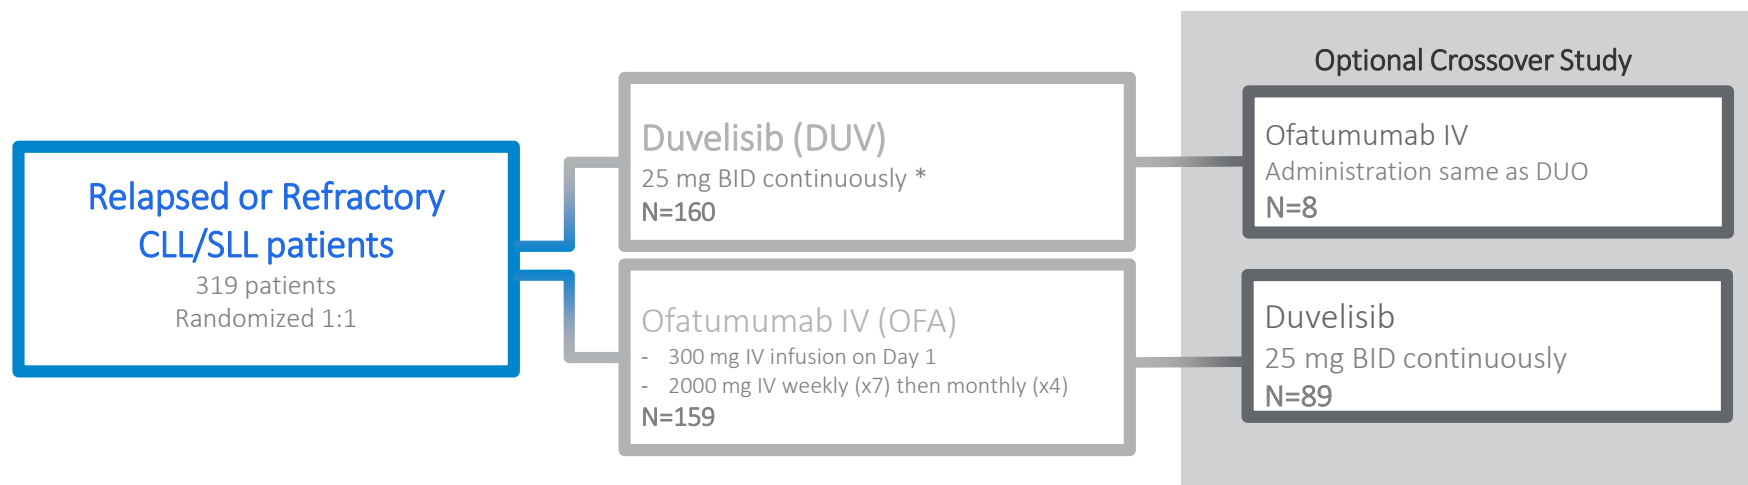 Relapsed or Refractory
CLL/SLL patients
319 patients
Randomized 1:1
Duvelisib (DUV)
25 mg BID continuously *
N=160
Ofatumumab IV (OFA)
- 300 mg IV infusion on Day 1
- 2000 mg IV weekly (x7) then monthly (x4)
N=159
Optional Crossover Study
Ofatumumab IV
Administration same as DUO
N=8
Duvelisib
25 mg BID continuously
N=89